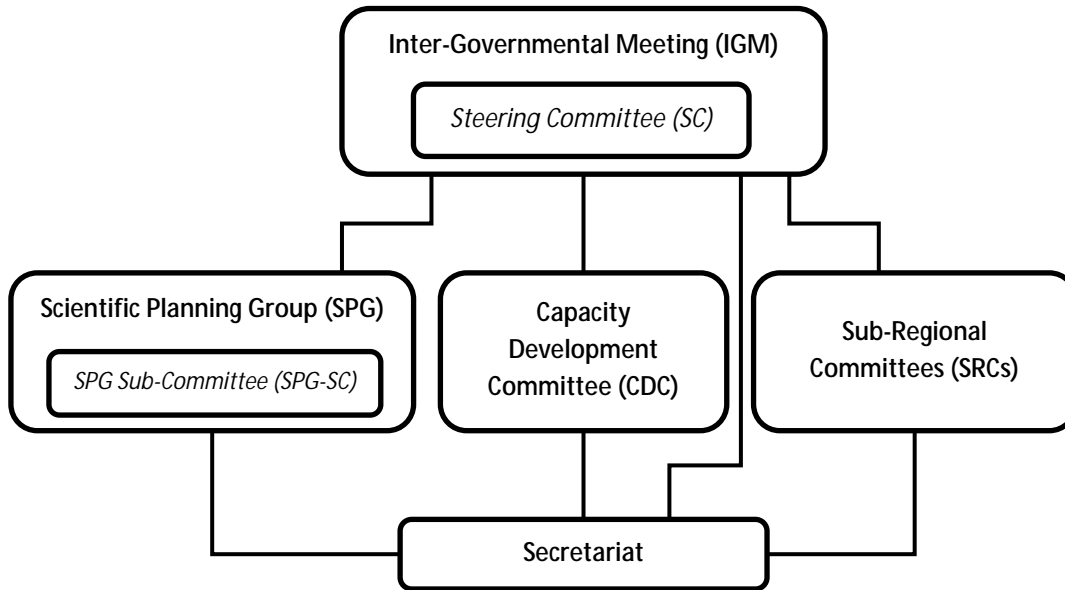 Inter-Governmental Meeting (IGM)
Steering Committee (SC)
Scientific Planning Group (SPG)
SPG Sub-Committee (SPG-SC)
Capacity
Development
Committee (CDC)
Sub-Regional
Committees (SRCs)
Secretariat